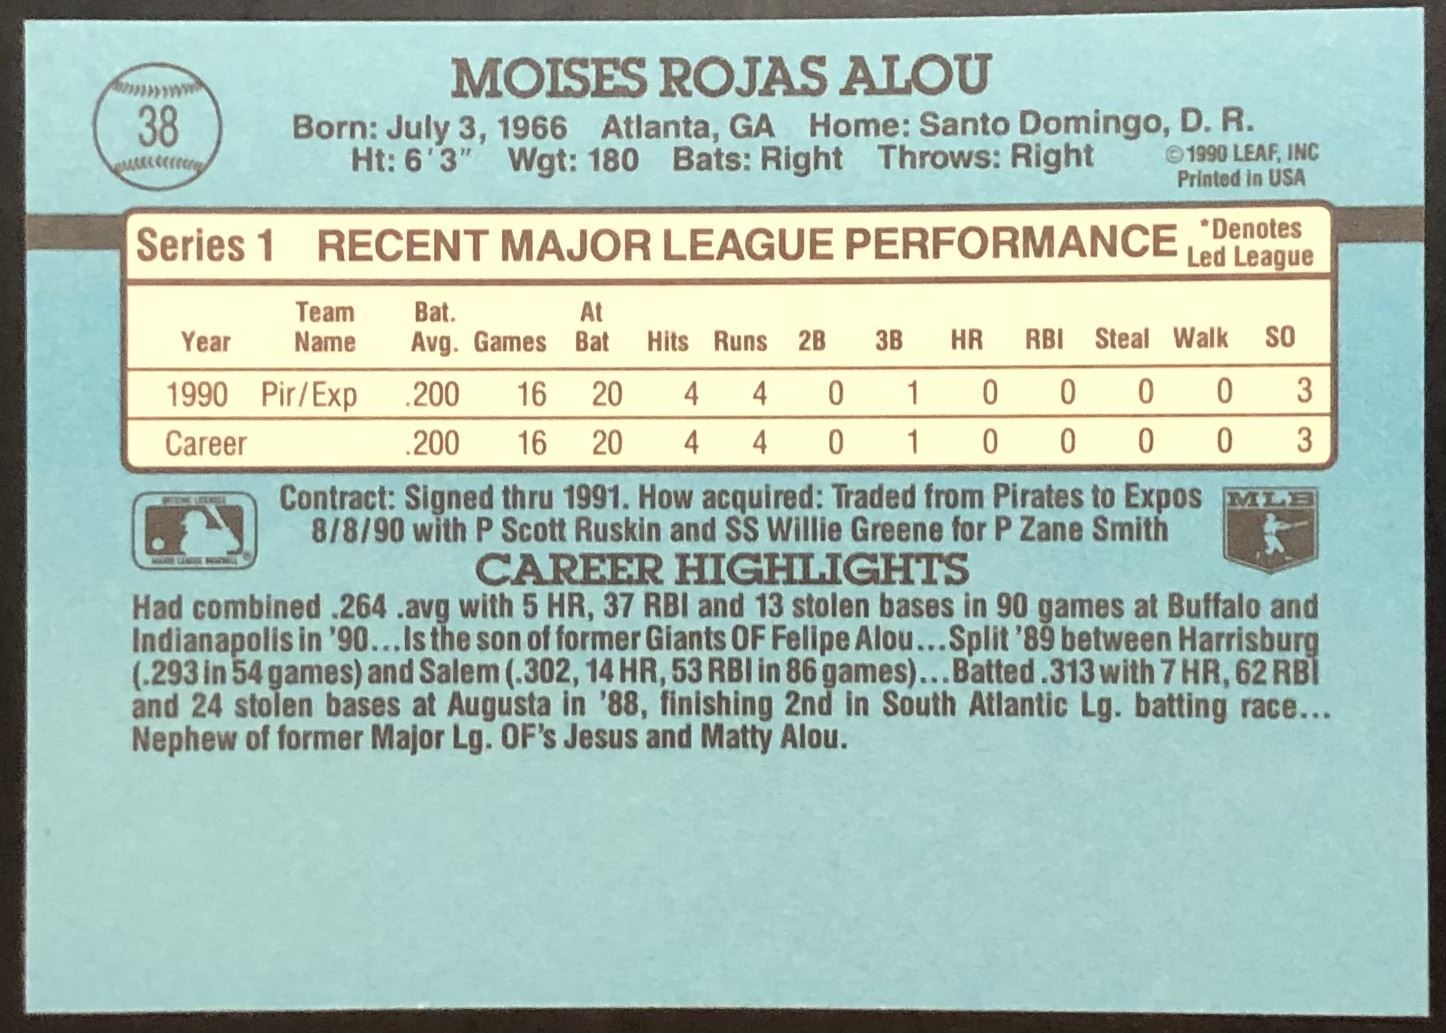 38
MOISES ROJAS ALOU
Born: July 3, 1966 Atlanta, GA Home: Santo Domingo, D. R.
Ht: 6'3" Wgt: 180 Bats: Right Throws: Right
©1990 LEAF, INC
Printed in USA
Series 1 RECENT MAJOR LEAGUE PERFORMANCE *Denotes
Led League
Year Team Name Bat. Avg. Games At Bat Hits Runs 2B 3B HR RBI Steal Walk SO
1990 Pir/Exp .200 16 20 4 4 0 1 0 0 0 0 3
Career .200 16 20 4 4 0 1 0 0 0 0 3
Contract: Signed thru 1991. How acquired: Traded from Pirates to Expos
8/8/90 with P Scott Ruskin and SS Willie Greene for P Zane Smith
MLB
CAREER HIGHLIGHTS
Had combined .264 .avg with 5 HR, 37 RBI and 13 stolen bases in 90 games at Buffalo and
Indianapolis in '90...Is the son of former Giants OF Felipe Alou...Split '89 between Harrisburg
(.293 in 54 games) and Salem (.302, 14 HR, 53 RBI in 86 games)...Batted .313 with 7 HR, 62 RBI
and 24 stolen bases at Augusta in '88, finishing 2nd in South Atlantic Lg. batting race...
Nephew of former Major Lg. OF's Jesus and Matty Alou.